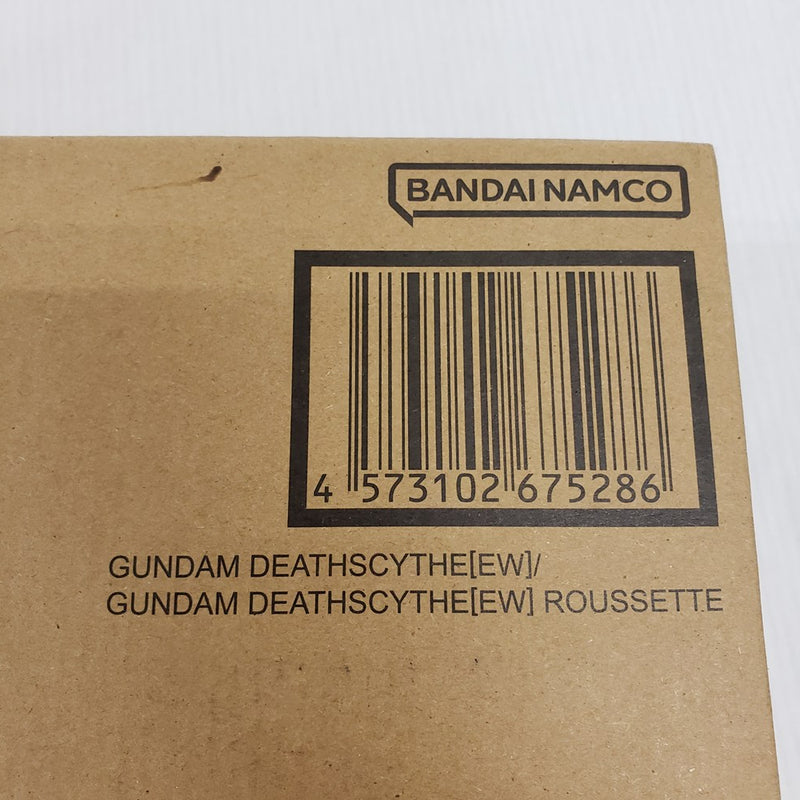 BANDAI NAMCO
4 573102 675286
GUNDAM DEATHSCYTHE[EW]/
GUNDAM DEATHSCYTHE[EW] ROUSSETTE